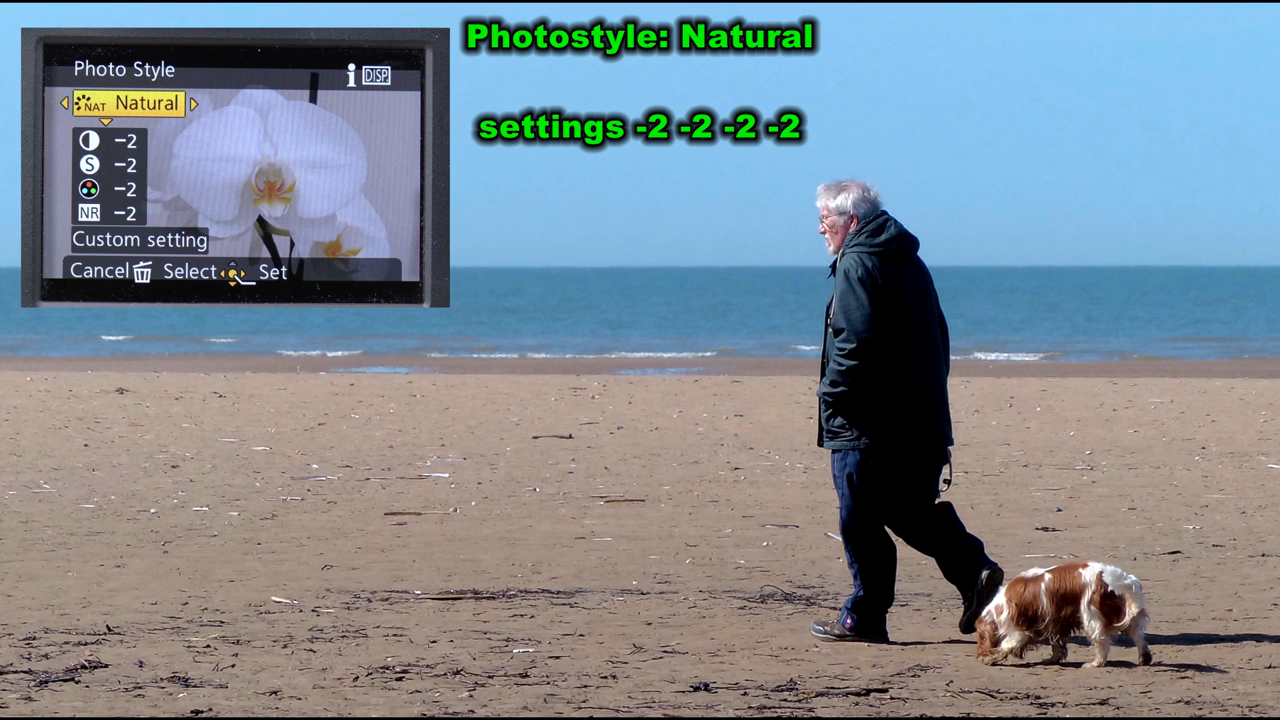 Photostyle: Natural
settings -2 -2 -2 -2
Photo Style
i DISP.
NAT Natural
-2
S -2
-2
NR -2
Custom setting
Cancel Select Set